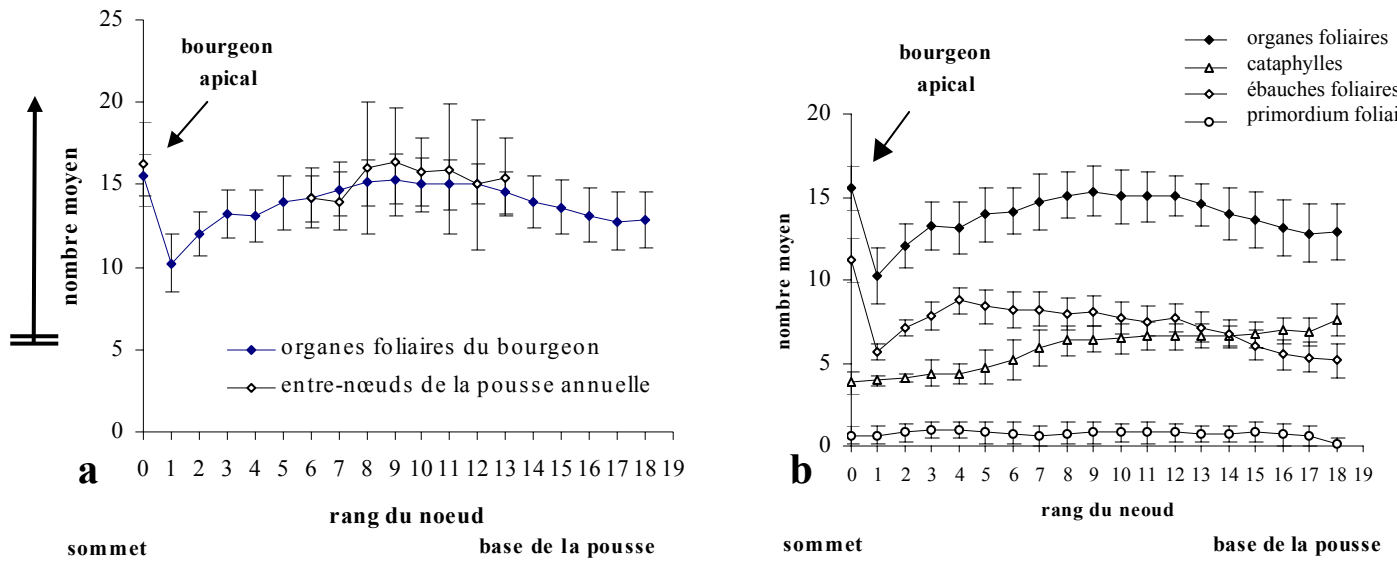 25
20
15
10
5
0
nombre moyen
bourgeon
apical
organes foliaires du bourgeon
entre-nœuds de la pousse annuelle
0 1 2 3 4 5 6 7 8 9 10 11 12 13 14 15 16 17 18 19
a
rang du noeud
sommet
base de la pousse
organes foliaires
cataphylles
ébauches foliaires
primordium foliai
bourgeon
apical
20
15
10
5
0
nombre moyen
0 1 2 3 4 5 6 7 8 9 10 11 12 13 14 15 16 17 18 19
b
rang du neoud
sommet
base de la pousse